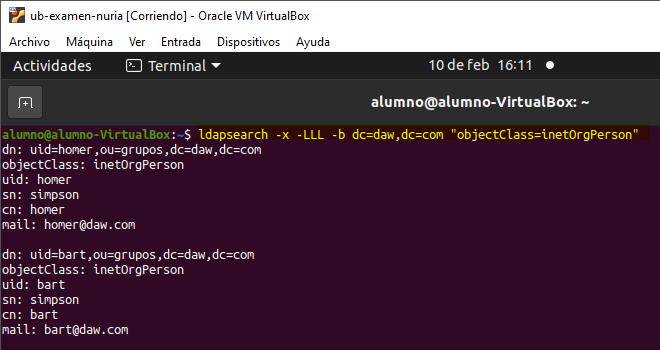 ub-examen-nuria [Corriendo] - Oracle VM VirtualBox
Archivo Máquina Ver Entrada Dispositivos Ayuda
Actividades Terminal 10 de feb 16:11
alumno@alumno-VirtualBox: ~
alumno@alumno-VirtualBox:~$ ldapsearch -x -LLL -b dc=daw,dc=com "objectClass=inetOrgPerson"
dn: uid=homer,ou=grupos,dc=daw,dc=com
objectClass: inetOrgPerson
uid: homer
sn: simpson
cn: homer
mail: homer@daw.com
dn: uid=bart,ou=grupos,dc=daw,dc=com
objectClass: inetOrgPerson
uid: bart
sn: simpson
cn: bart
mail: bart@daw.com